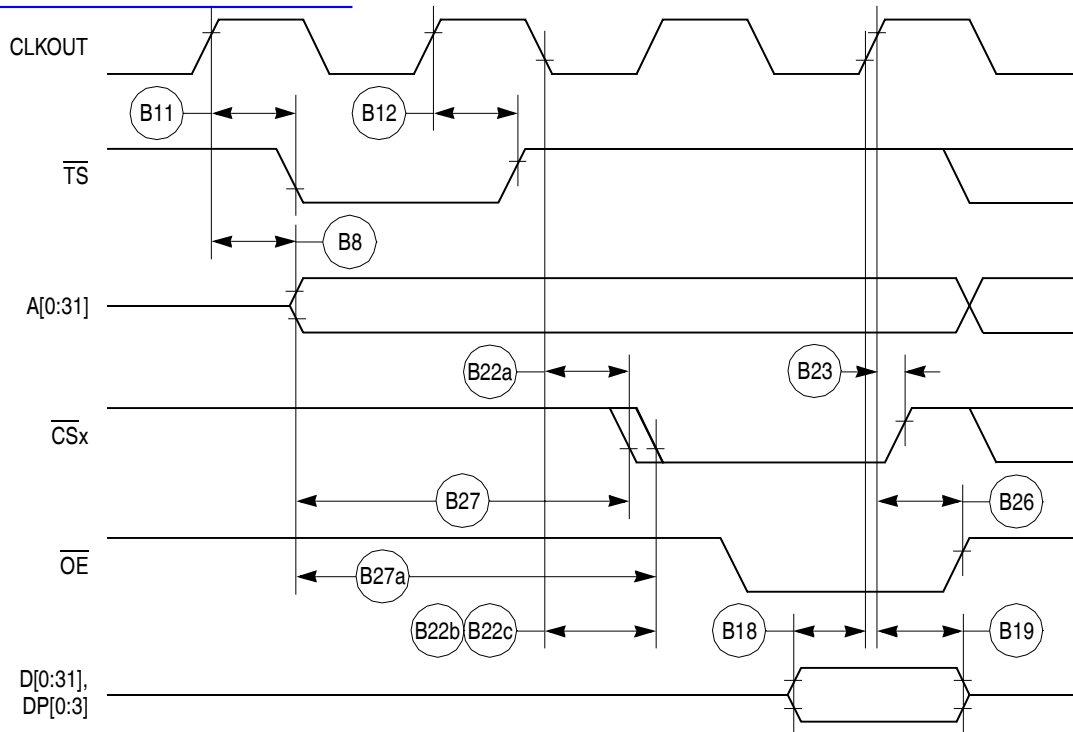 CLKOUT
B11
B12
TS
B8
A[0:31]
B22a
B23
CSx
B27
B26
OE
B27a
B22b B22c
B18
B19
D[0:31],
DP[0:3]